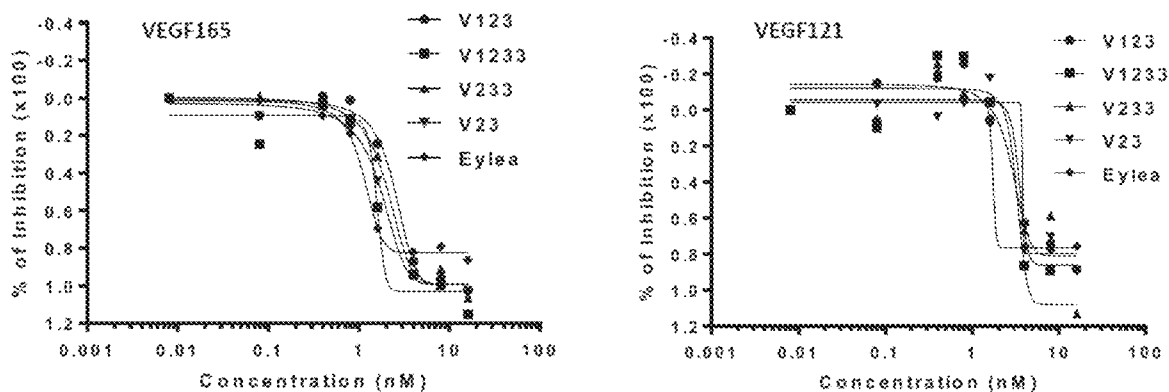 VEGF165
% of Inhibition (x100)
-0.4
-0.2
0.0
0.2
0.4
0.6
0.8
1.0
1.2
0.001
0.01
0.1
1
10
100
Concentration (nM)
V123
V1233
V233
V23
Eylea
VEGF121
% of Inhibition (x100)
-0.4
-0.2
0.0
0.2
0.4
0.6
0.8
1.0
1.2
0.001
0.01
0.1
1
10
100
Concentration (nM)
V123
V1233
V233
V23
Eylea